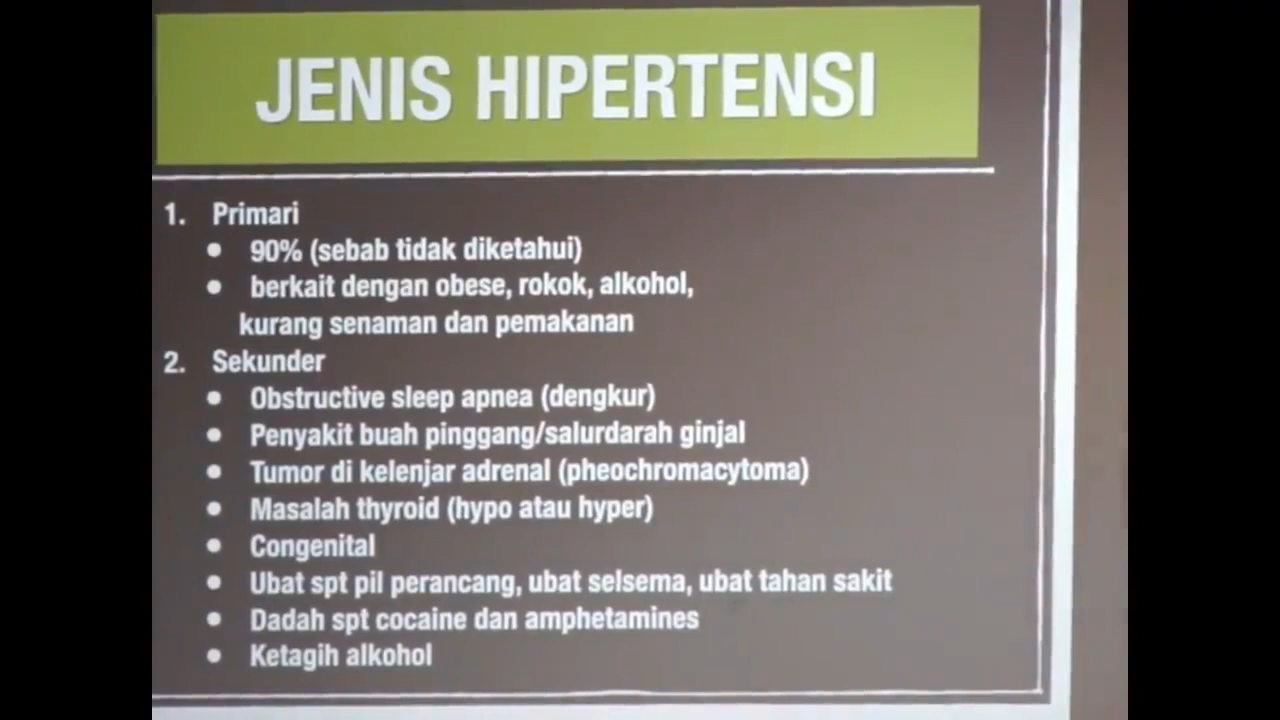 JENIS HIPERTENSI
1. Primari
• 90% (sebab tidak diketahui)
• berkait dengan obese, rokok, alkohol,
kurang senaman dan pemakanan
2. Sekunder
• Obstructive sleep apnea (dengkur)
• Penyakit buah pinggang/salurdarah ginjal
• Tumor di kelenjar adrenal (pheochromacytoma)
• Masalah thyroid (hypo atau hyper)
• Congenital
• Ubat spt pil perancang, ubat selsema, ubat tahan sakit
• Dadah spt cocaine dan amphetamines
• Ketagih alkohol